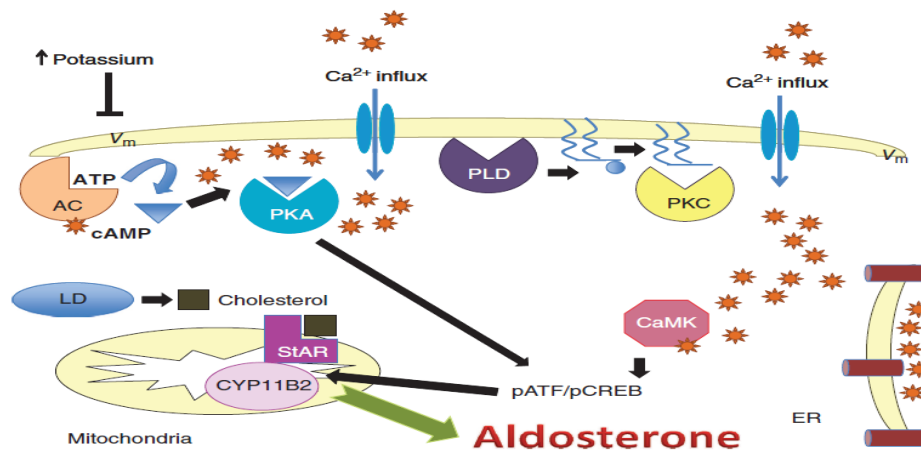 ↑ Potassium
Ca²⁺ influx
Ca²⁺ influx
Vm
Vm
ATP
AC
cAMP
PKA
PLD
PKC
LD
Cholesterol
StAR
CaMK
CYP11B2
pATF/pCREB
Mitochondria
Aldosterone
ER